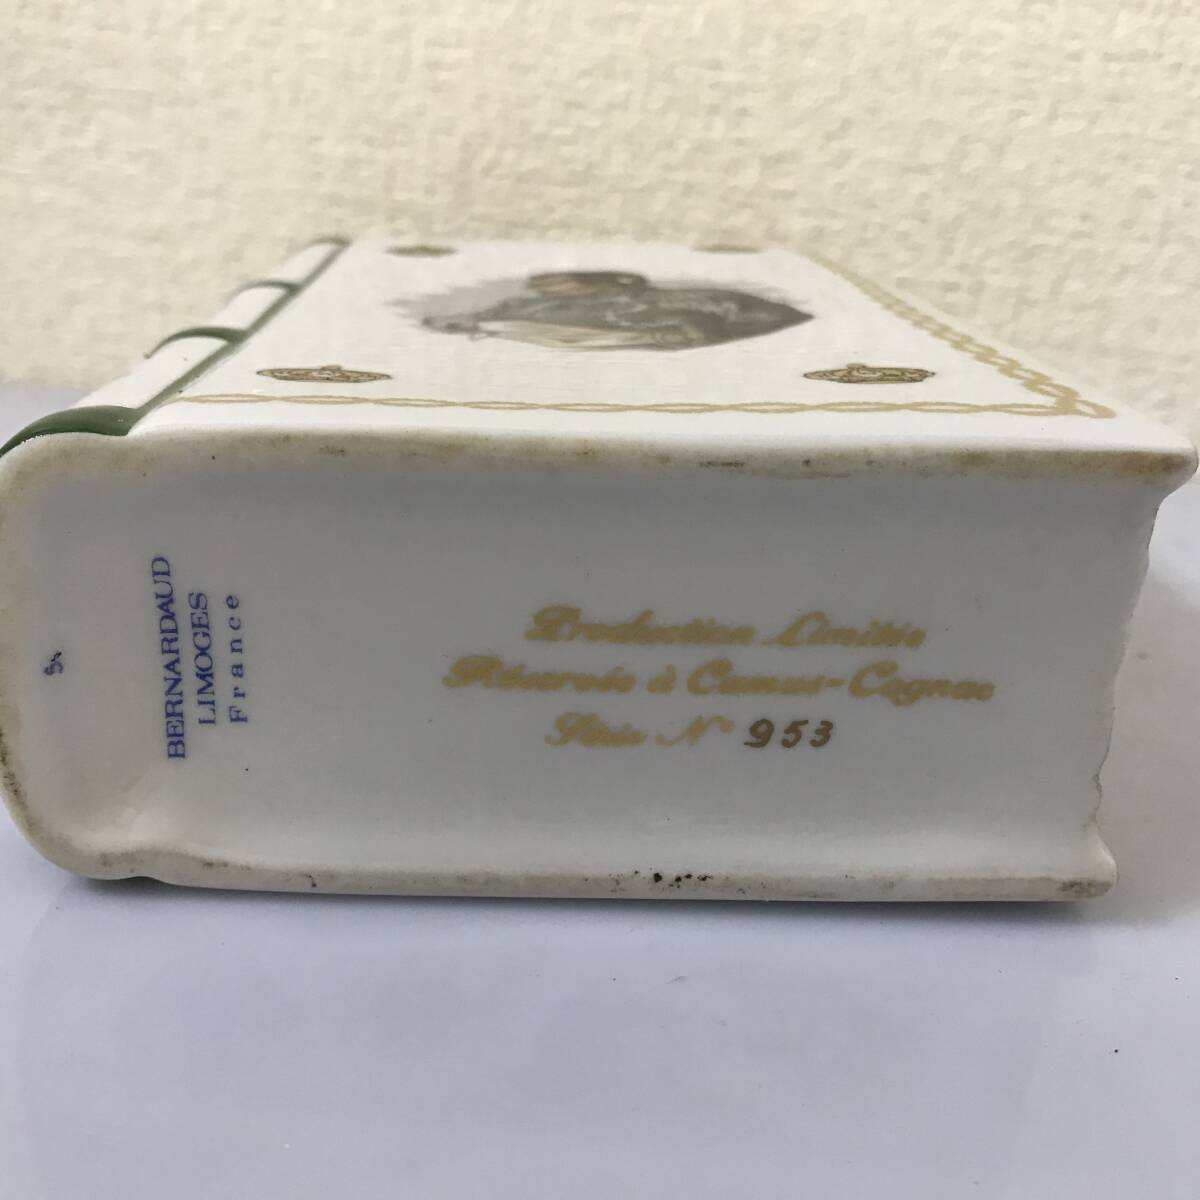 BERNARDAUD
LIMOGES
France
Production Limitée
Réservée à Camus-Cognac
Série N° 953